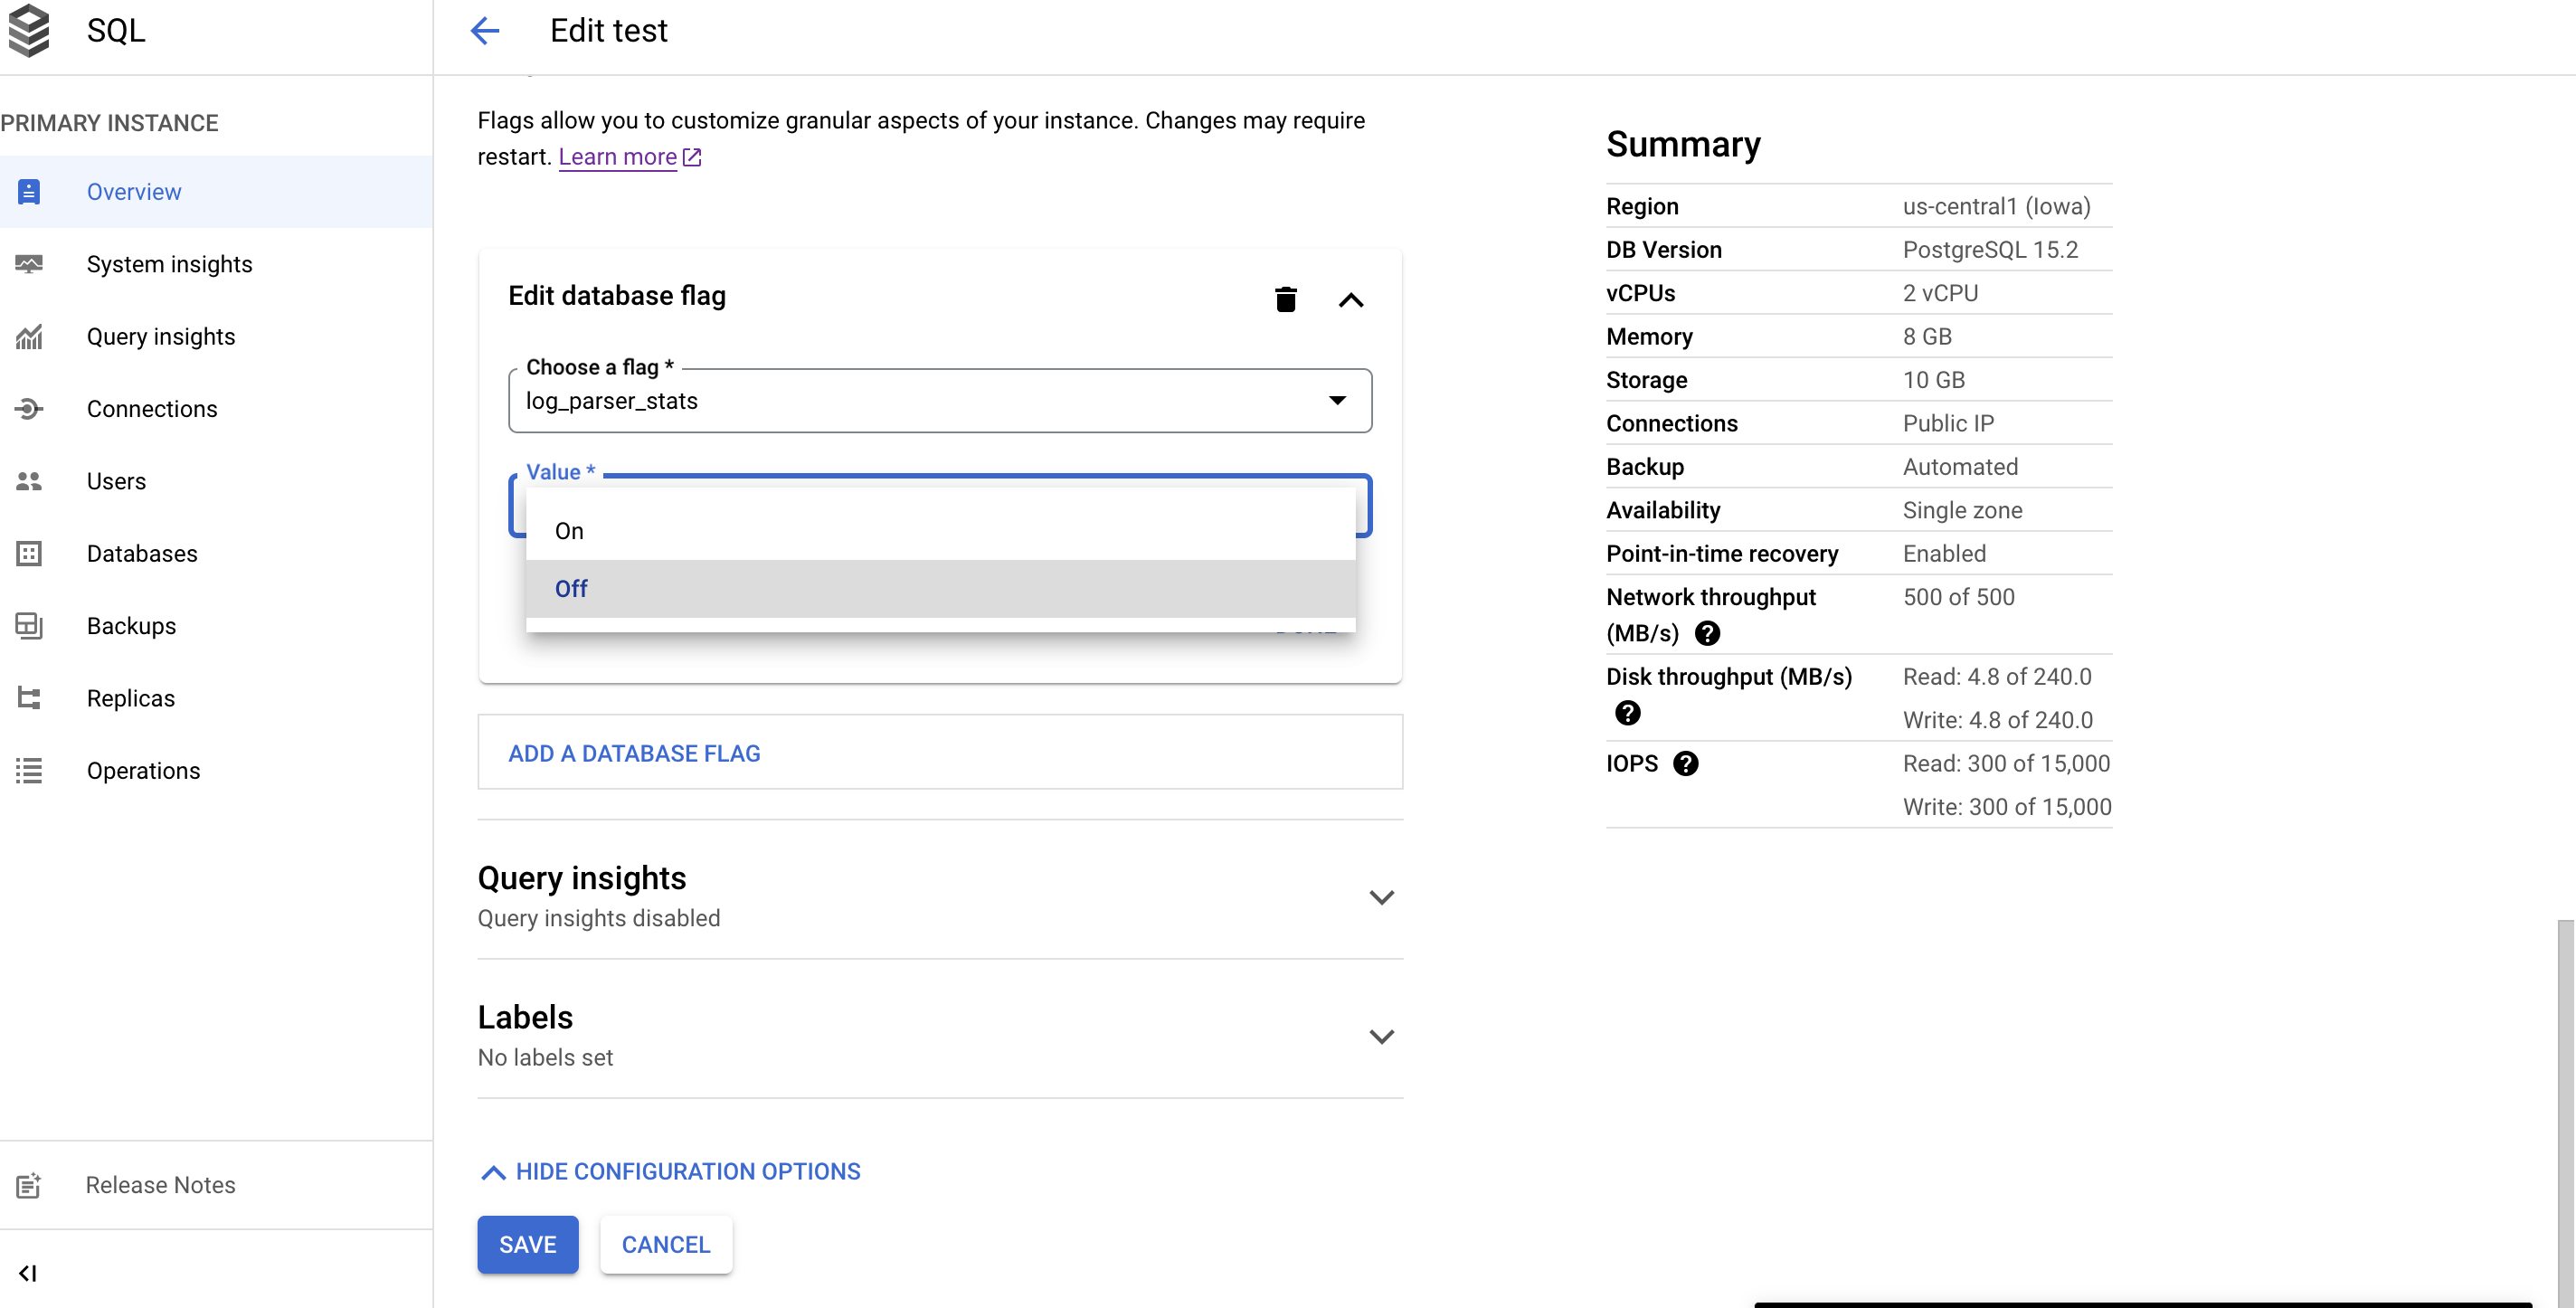 SQL
Edit test
PRIMARY INSTANCE
Overview
System insights
Query insights
Connections
Users
Databases
Backups
Replicas
Operations
Release Notes
Flags allow you to customize granular aspects of your instance. Changes may require
restart. Learn more
Edit database flag
Choose a flag *
log_parser_stats
Value *
On
Off
ADD A DATABASE FLAG
Query insights
Query insights disabled
Labels
No labels set
HIDE CONFIGURATION OPTIONS
SAVE CANCEL
Summary
Region us-central1 (Iowa)
DB Version PostgreSQL 15.2
vCPUs 2 vCPU
Memory 8 GB
Storage 10 GB
Connections Public IP
Backup Automated
Availability Single zone
Point-in-time recovery Enabled
Network throughput 500 of 500
(MB/s)
Disk throughput (MB/s) Read: 4.8 of 240.0
Write: 4.8 of 240.0
IOPS Read: 300 of 15,000
Write: 300 of 15,000